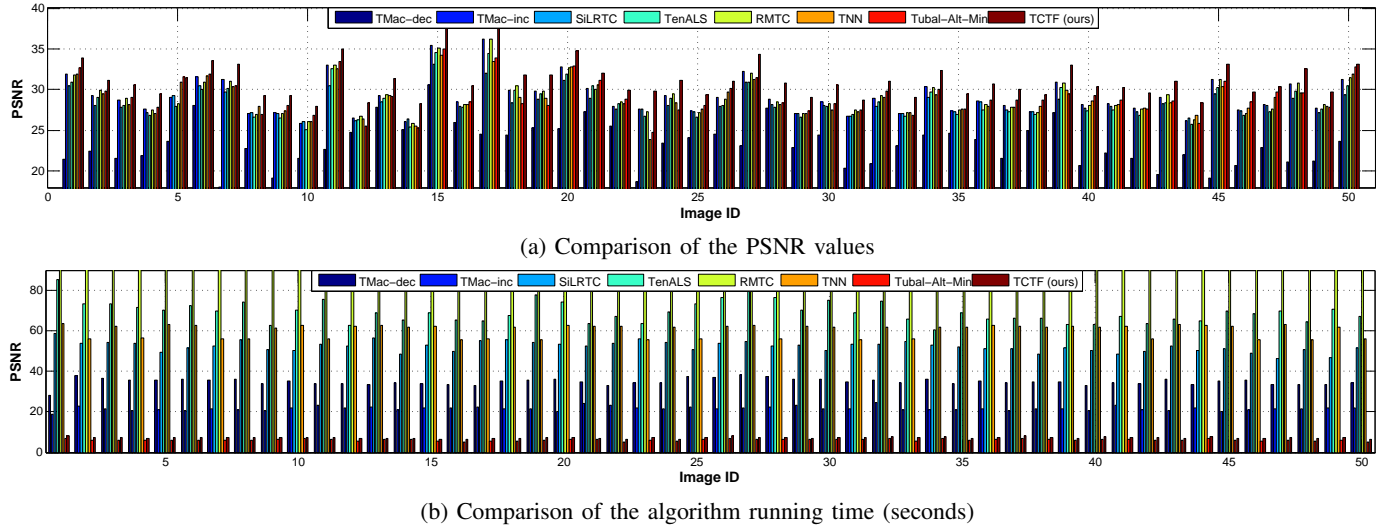 40
TMac-dec TMac-inc SiLRTC TenALS RMTC TNN Tubal-Alt-Min TCTF (ours)
35
PSNR
30
25
20
0 5 10 15 20 25 30 35 40 45 50
Image ID
(a) Comparison of the PSNR values
TMac-dec TMac-inc SiLRTC TenALS RMTC TNN Tubal-Alt-Min TCTF (ours)
80
60
PSNR
40
20
0
5 10 15 20 25 30 35 40 45 50
Image ID
(b) Comparison of the algorithm running time (seconds)